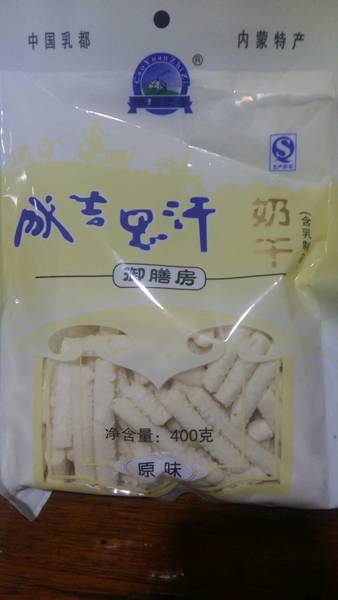 中国乳都
内蒙特产
CaoYuanZhiZi
®
成吉思汗
奶干
御膳房
净含量：400克
原味